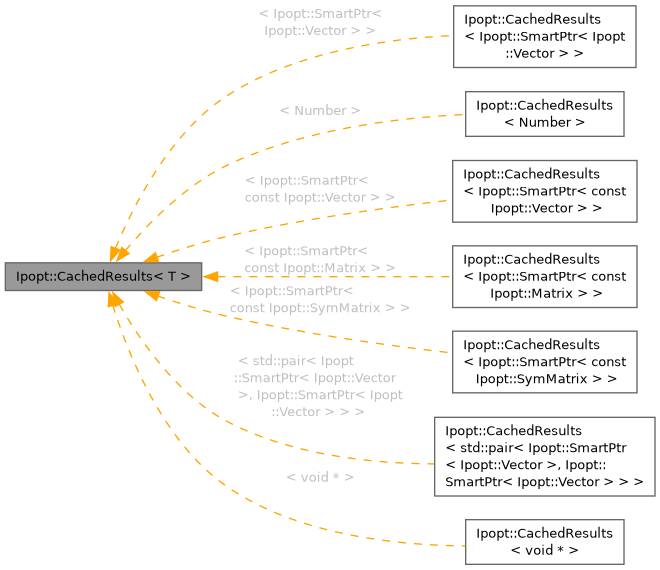 < Ipopt::SmartPtr<
Ipopt::Vector > >
Ipopt::CachedResults
< Ipopt::SmartPtr< Ipopt
::Vector > >
< Number >
Ipopt::CachedResults
< Number >
< Ipopt::SmartPtr<
const Ipopt::Vector > >
Ipopt::CachedResults
< Ipopt::SmartPtr< const
Ipopt::Vector > >
Ipopt::CachedResults< T >
< Ipopt::SmartPtr<
const Ipopt::Matrix > >
Ipopt::CachedResults
< Ipopt::SmartPtr< const
Ipopt::Matrix > >
< Ipopt::SmartPtr<
const Ipopt::SymMatrix > >
Ipopt::CachedResults
< Ipopt::SmartPtr< const
Ipopt::SymMatrix > >
< std::pair< Ipopt
::SmartPtr< Ipopt::Vector
>, Ipopt::SmartPtr< Ipopt
::Vector > > >
Ipopt::CachedResults
< std::pair< Ipopt::SmartPtr
< Ipopt::Vector >, Ipopt::
SmartPtr< Ipopt::Vector > > >
< void * >
Ipopt::CachedResults
< void * >